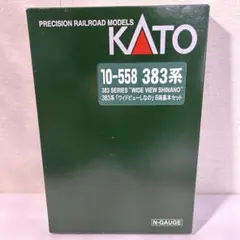 PRECISION RAILROAD MODELS
KATO
10-558 383系
383 SERIES "WIDE VIEW SHINANO"
383系「ワイドビューしなの」6両基本セット
N-GAUGE